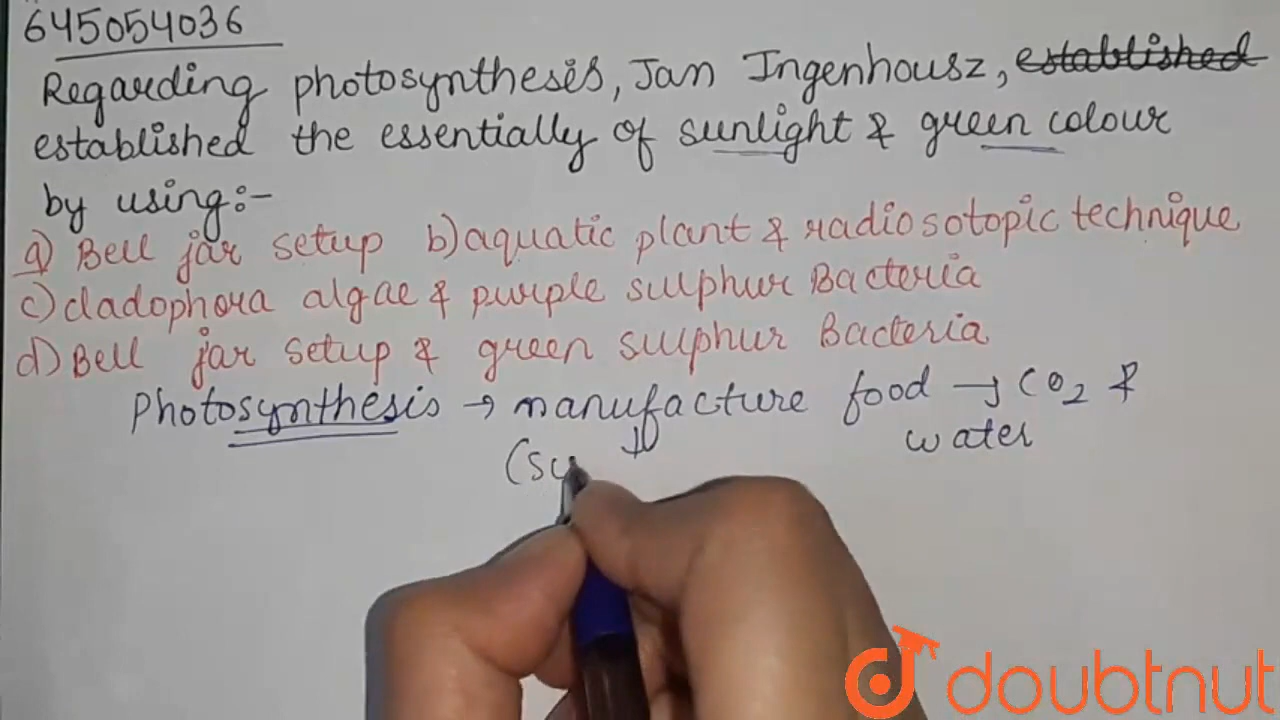 645054036
Regarding photosynthesis, Jan Ingenhousz, established
established the essentially of sunlight & green colour
by using:-
a) Bell jar setup b) aquatic plant & radiosotopic technique
c) cladophora algae & purple sulphur Bacteria
d) Bell jar setup & green sulphur Bacteria
Photosynthesis → manufacture food → CO2 &
water
(su
doubtnut